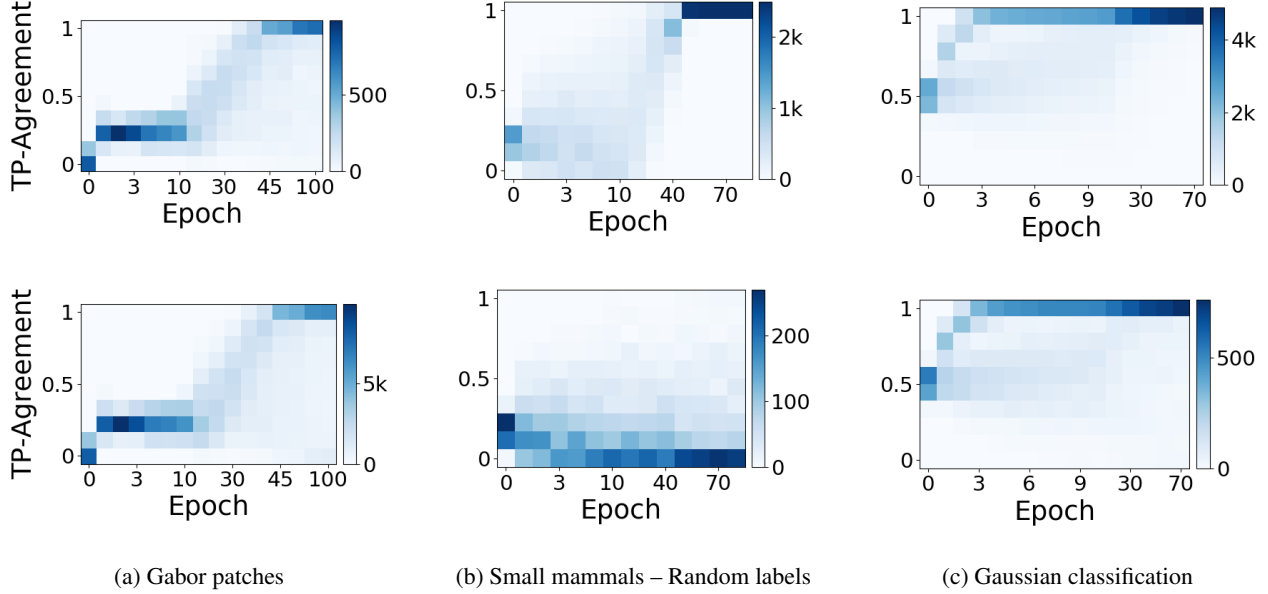 TP-Agreement
1
0.5
0
0 3 10 30 45 100
Epoch
500
0
0 3 10 40 70
Epoch
2k
1k
0
1
0.5
0
0 3 6 9 30 70
Epoch
4k
2k
0
1
0.5
0
TP-Agreement
1
0.5
0
0 3 10 30 45 100
Epoch
5k
0
1
0.5
0
0 3 10 40 70
Epoch
200
100
0
1
0.5
0
0 3 6 9 30 70
Epoch
500
0
(a) Gabor patches
(b) Small mammals – Random labels
(c) Gaussian classification